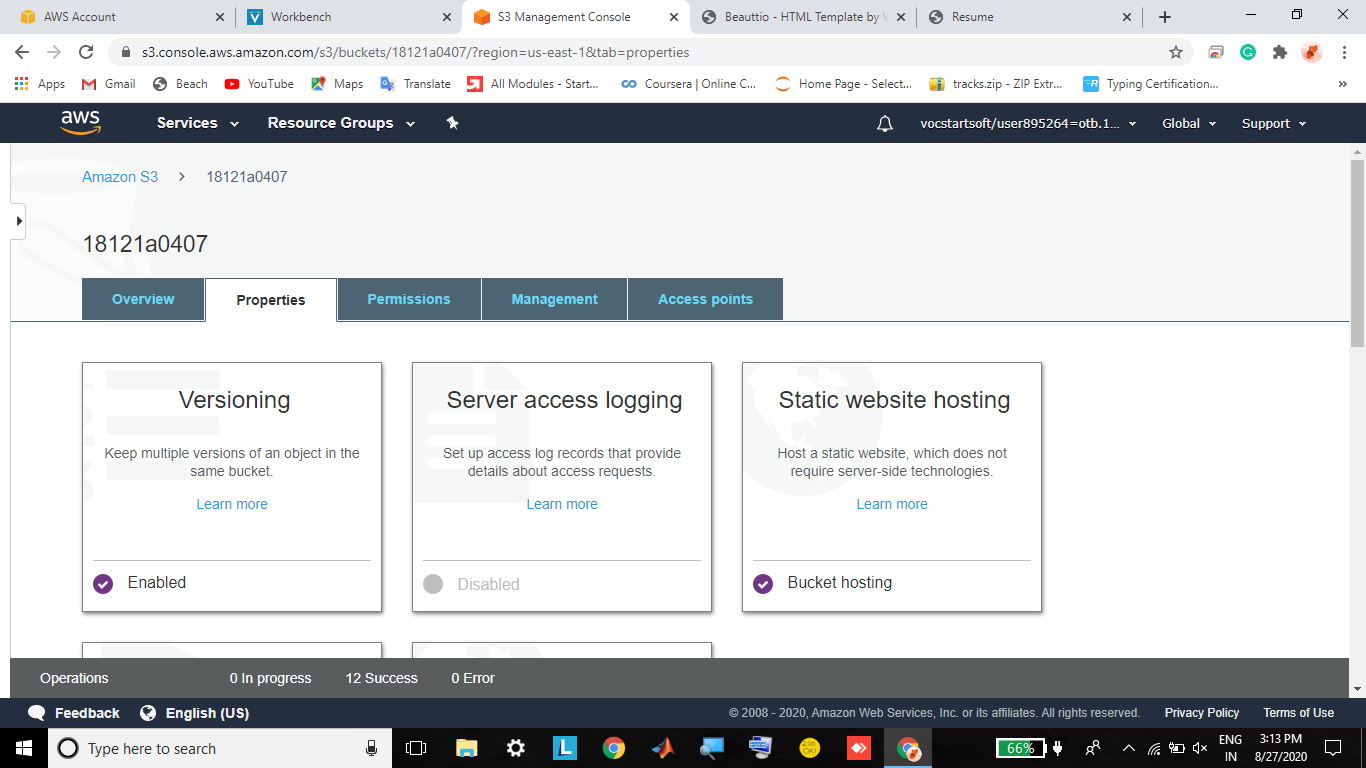 AWS Account
Workbench
S3 Management Console
Beauttio - HTML Template by W
Resume
s3.console.aws.amazon.com/s3/buckets/18121a0407/?region=us-east-1&tab=properties
Apps
Gmail
Beach
YouTube
Maps
Translate
All Modules - Start...
Coursera | Online C...
Home Page - Select...
tracks.zip - ZIP Extr...
Typing Certification...
»
aws
Services
Resource Groups
vocstartsoft/user895264=otb.1...
Global
Support
Amazon S3 > 18121a0407
18121a0407
Overview
Properties
Permissions
Management
Access points
Versioning
Keep multiple versions of an object in the
same bucket.
Learn more
Enabled
Server access logging
Set up access log records that provide
details about access requests.
Learn more
Disabled
Static website hosting
Host a static website, which does not
require server-side technologies.
Learn more
Bucket hosting
Operations
0 In progress
12 Success
0 Error
Feedback
English (US)
© 2008 - 2020, Amazon Web Services, Inc. or its affiliates. All rights reserved.
Privacy Policy
Terms of Use
Type here to search
L
66%
ENG
IN
3:13 PM
8/27/2020